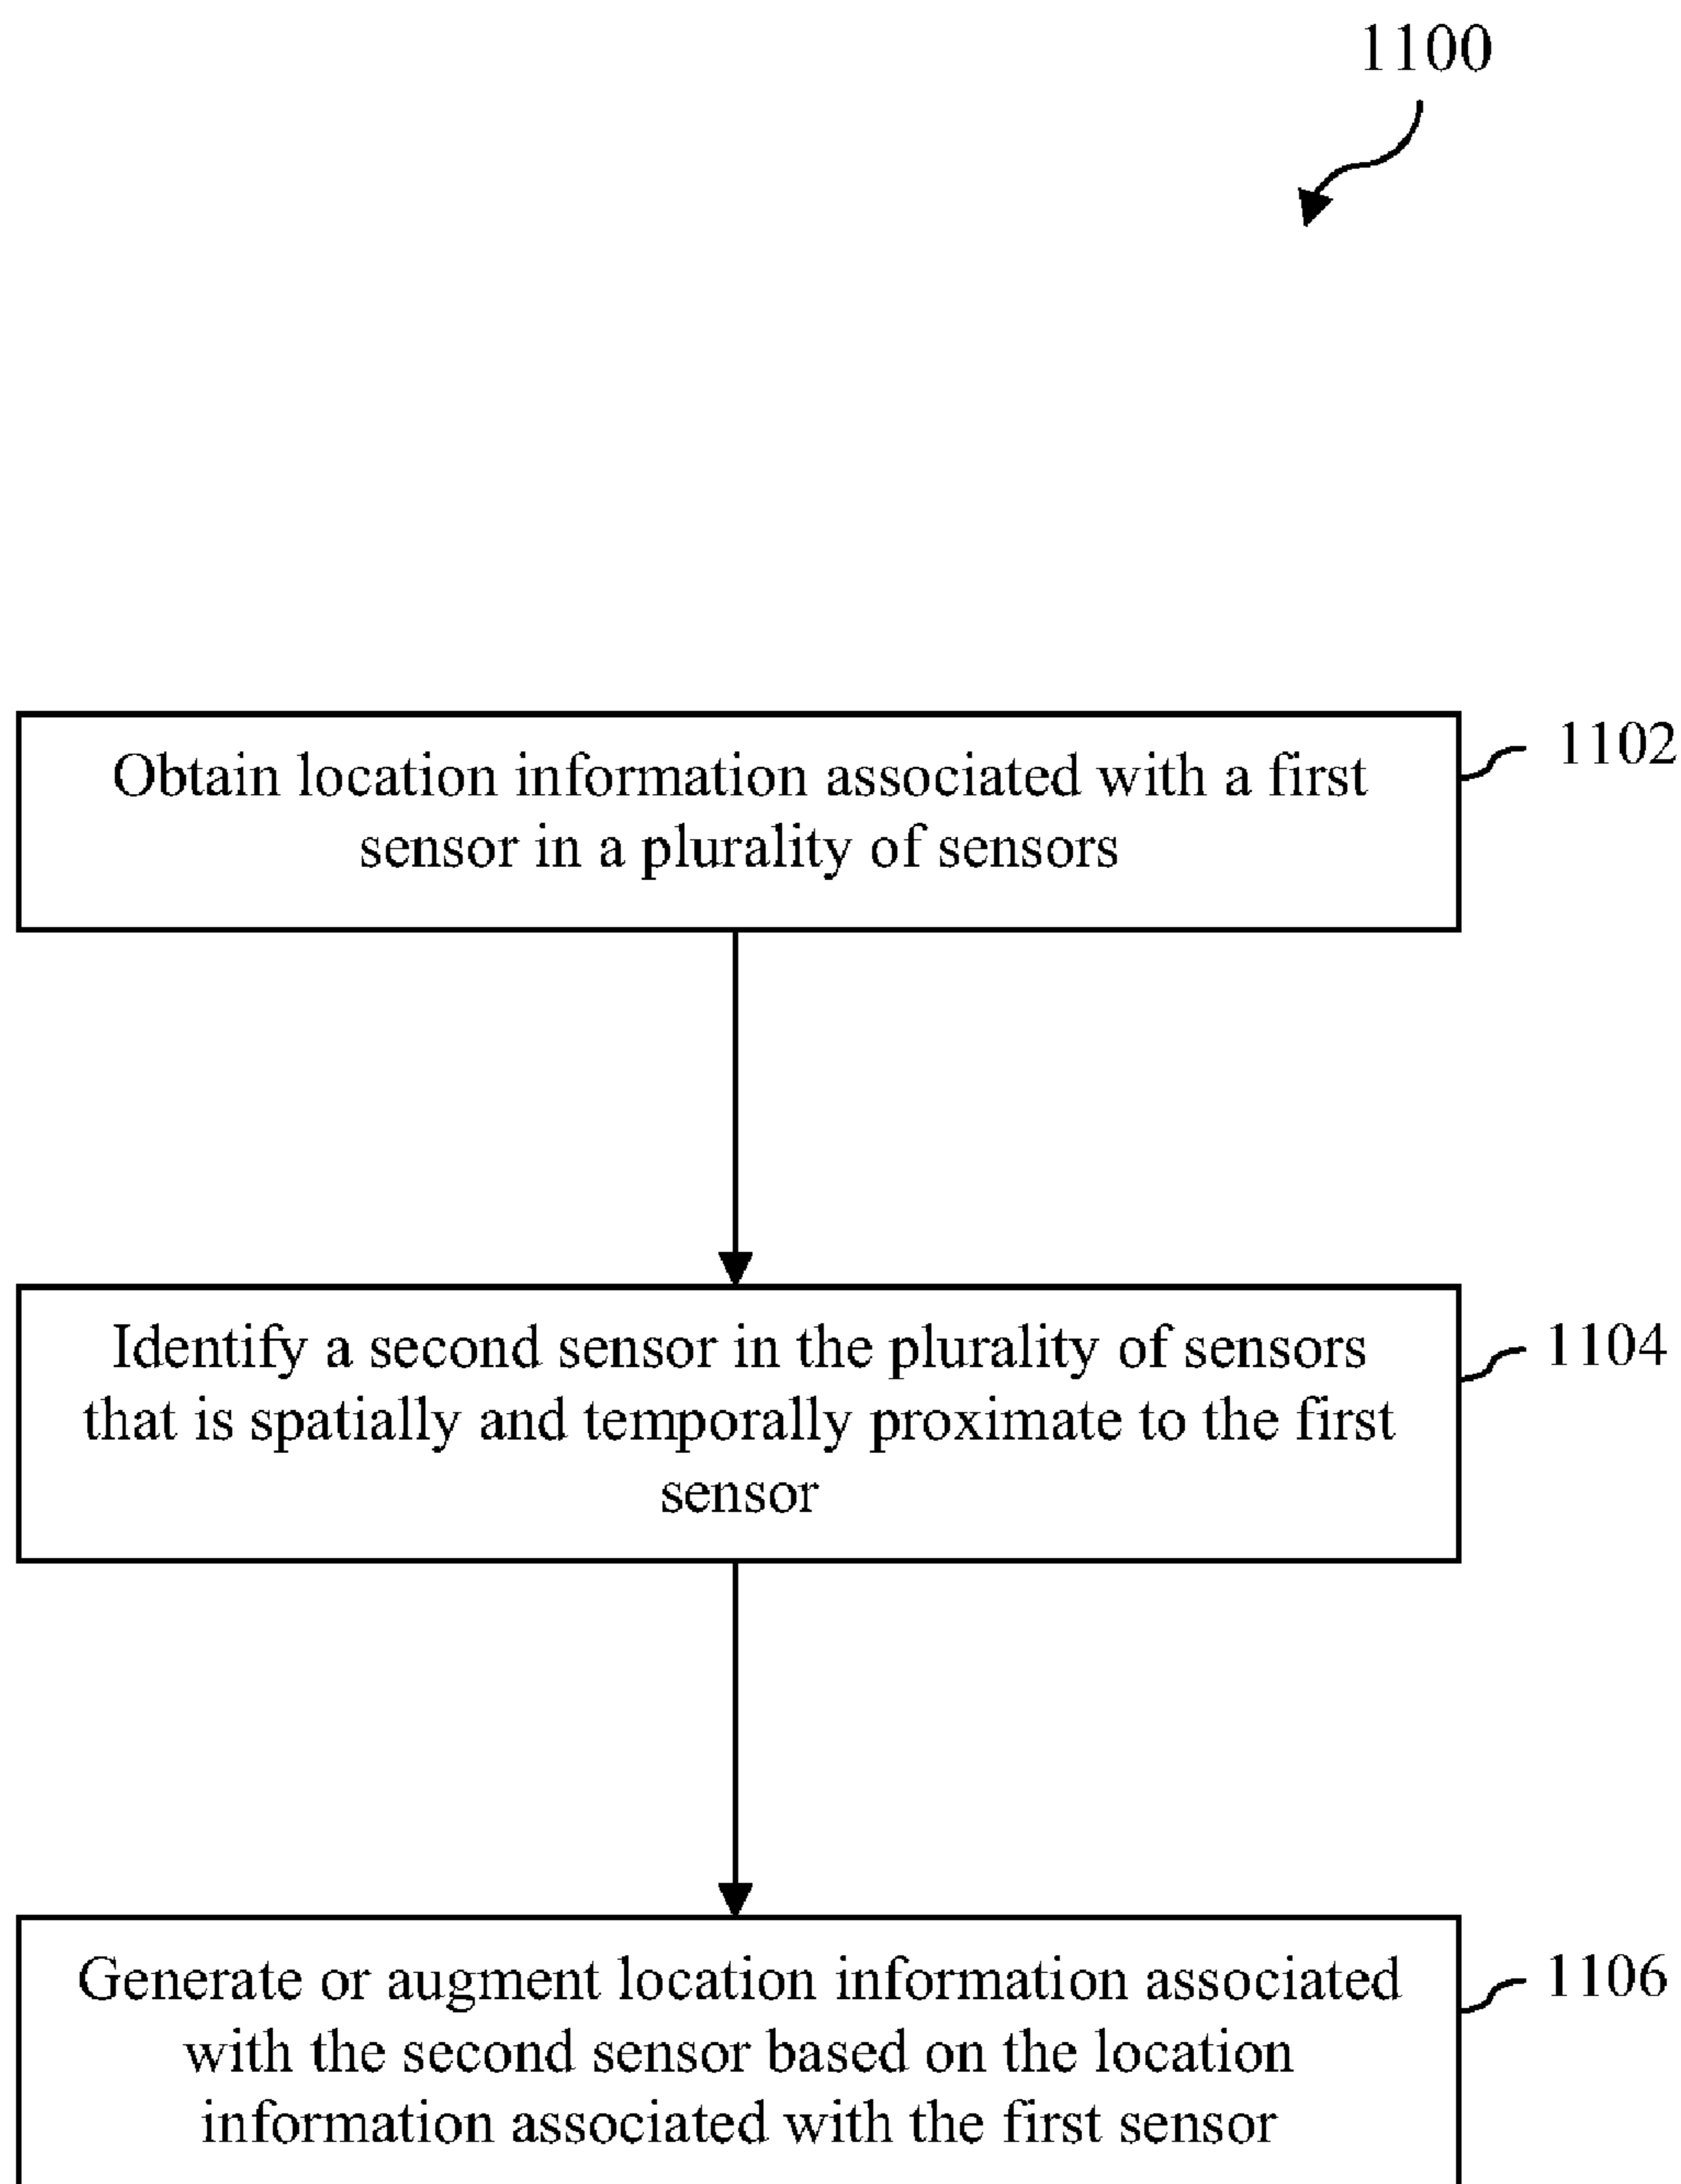 1100
Obtain location information associated with a first
sensor in a plurality of sensors
1102
Identify a second sensor in the plurality of sensors
that is spatially and temporally proximate to the first
sensor
1104
Generate or augment location information associated
with the second sensor based on the location
information associated with the first sensor
1106